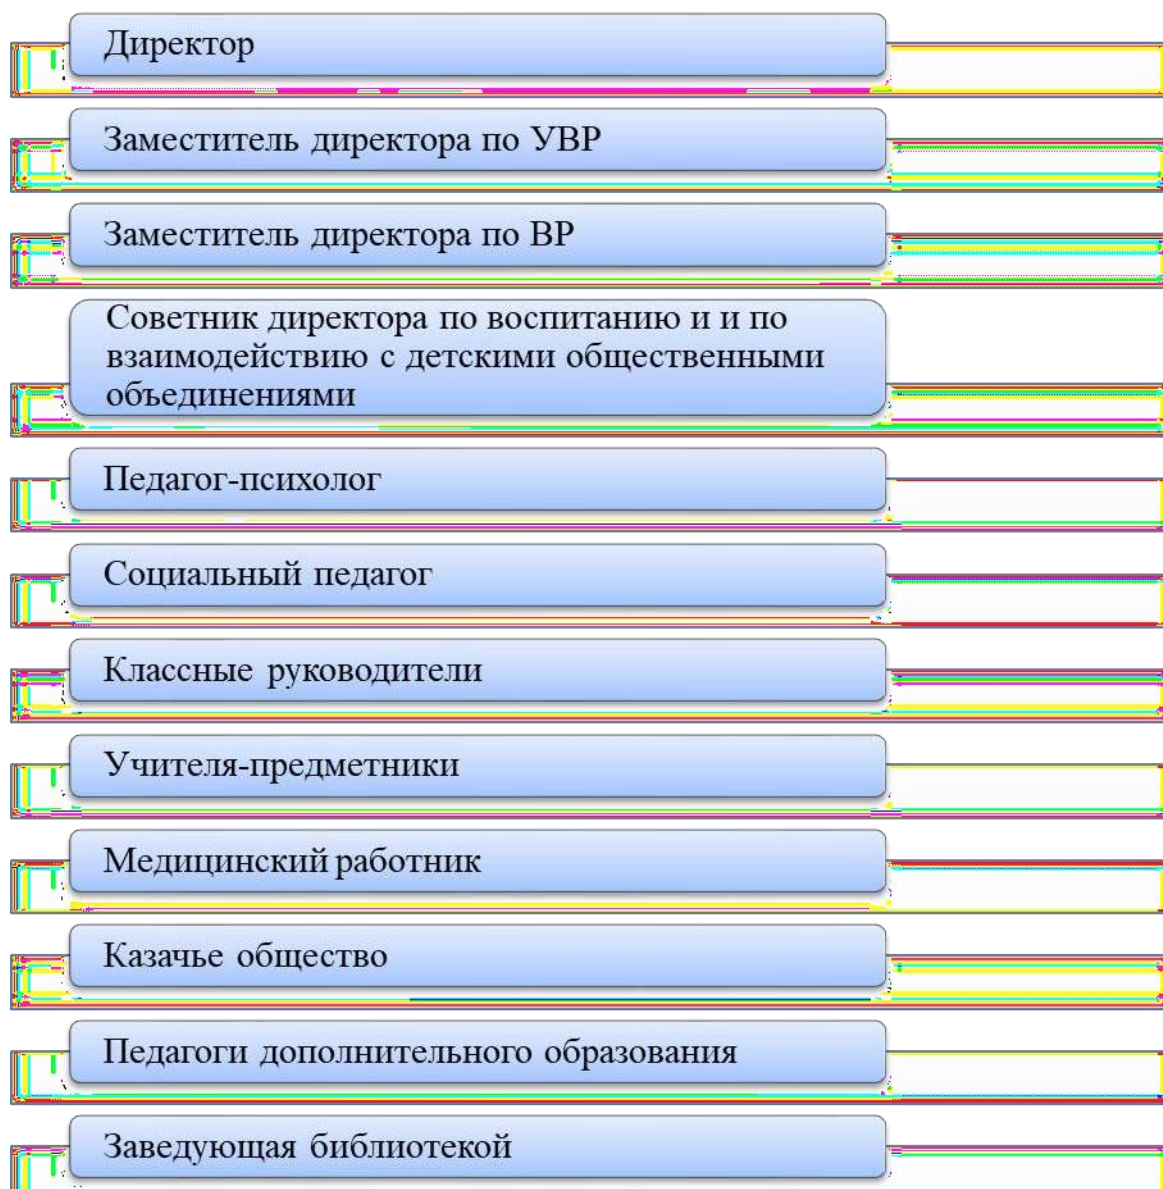 Директор
Заместитель директора по УВР
Заместитель директора по ВР
Советник директора по воспитанию и и по
взаимодействию с детскими общественными
объединениями
Педагог-психолог
Социальный педагог
Классные руководители
Учителя-предметники
Медицинский работник
Казачье общество
Педагоги дополнительного образования
Заведующая библиотекой